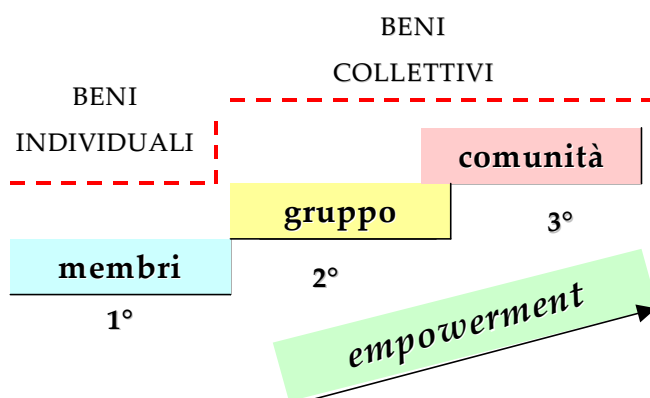 BENI
COLLETTIVI
BENI
INDIVIDUALI
comunità
gruppo
3°
membri
2°
1°
empowerment